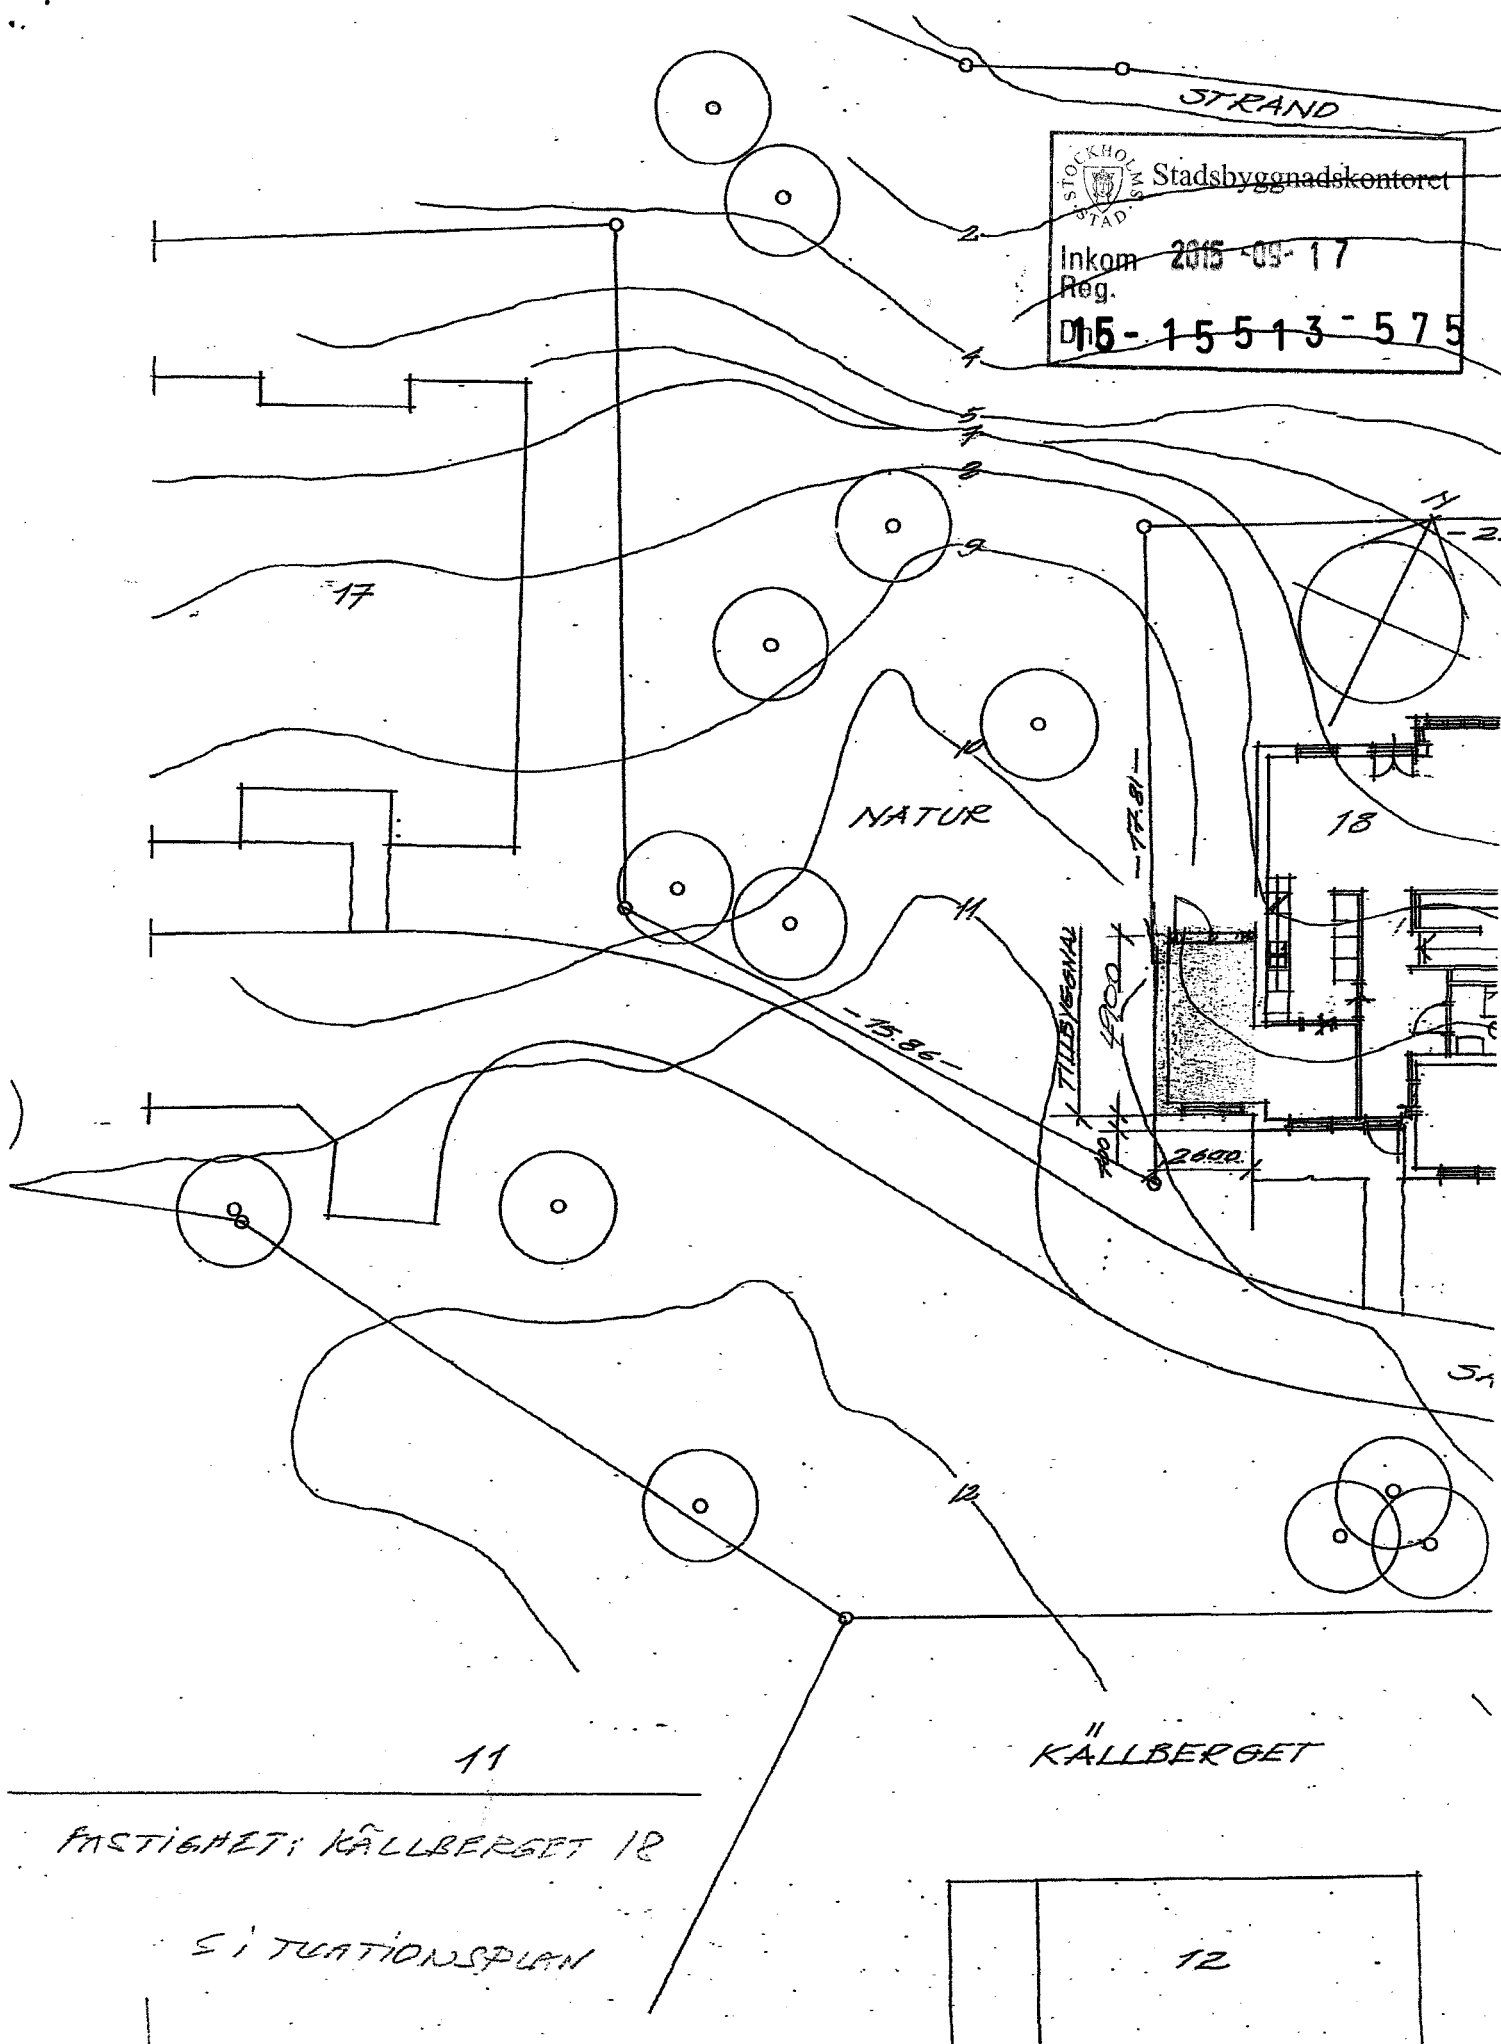 STRAND
STOCKHOLMS STAD
Stadsbyggnadskontoret
Inkom 2015 -09- 17
Reg.
Dnr
15- 15513- 575
2
4
5
7
8
N
-2.
9
17
10
-17.81-
NATUR
18
11
TILLBYGGNAD
4900
-15.86-
2600
12
11
KÄLLBERGET
FASTIGHET: KÄLLBERGET 18
SITUATIONSPLAN
12